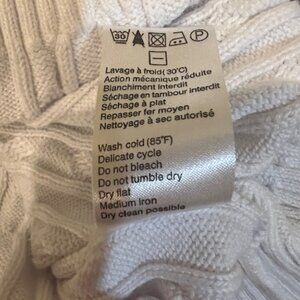 30 P
Lavage à froid (30°C)
Action mécanique réduite
Blanchiment interdit
Séchage en tambour interdit
Séchage à plat
Repasser fer moyen
Nettoyage à sec autorisé
Wash cold (85°F)
Delicate cycle
Do not bleach
Do not tumble dry
Dry flat
Medium iron
Dry clean possible